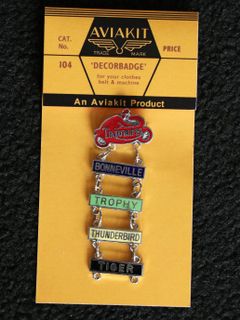 AVIAKIT
TRADE MARK
CAT. No.
PRICE
104
'DECORBADGE'
for your clothes
belt & machine
An Aviakit Product
TRIUMPH
BONNEVILLE
TROPHY
THUNDERBIRD
TIGER